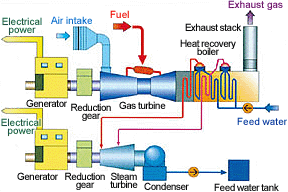 Exhaust gas
Electrical
power
Air intake
Fuel
Exhaust stack
Heat recovery
boiler
Generator
Reduction
gear
Gas turbine
Feed water
Electrical
power
Generator
Reduction
gear
Steam
turbine
Condenser
Feed water tank